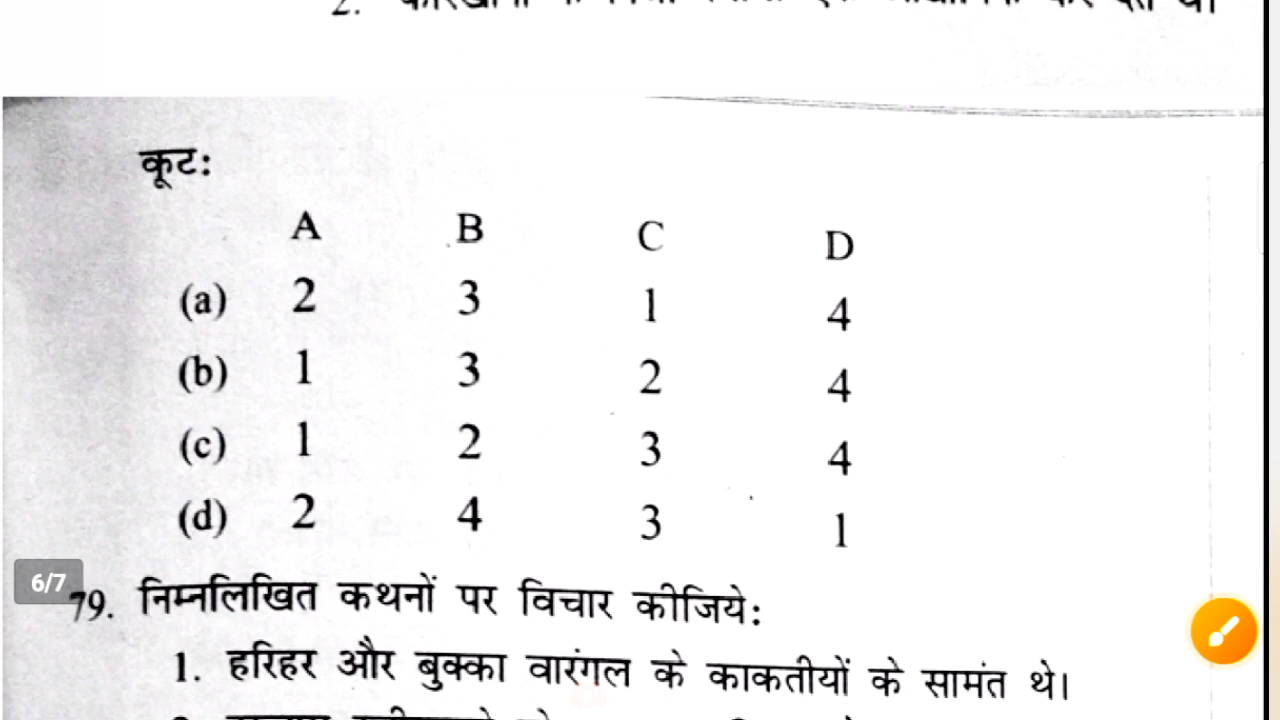 2.
कूटः
A B C D
(a) 2 3 1 4
(b) 1 3 2 4
(c) 1 2 3 4
(d) 2 4 3 1
6/7
79. निम्नलिखित कथनों पर विचार कीजियेः
1. हरिहर और बुक्का वारंगल के काकतीयों के सामंत थे।